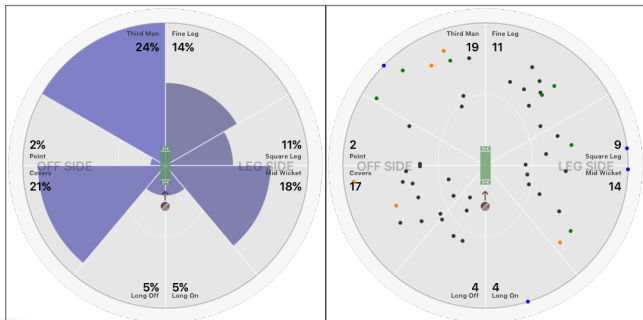 Third Man
24%
Fine Leg
14%
2%
Point
OFF SIDE
Covers
21%
11%
Square Leg
LEG SIDE
Mid Wicket
18%
5%
Long Off
5%
Long On
Third Man
19
Fine Leg
11
2
Point
OFF SIDE
Covers
17
9
Square Leg
LEG SIDE
Mid Wicket
14
4
Long Off
4
Long On